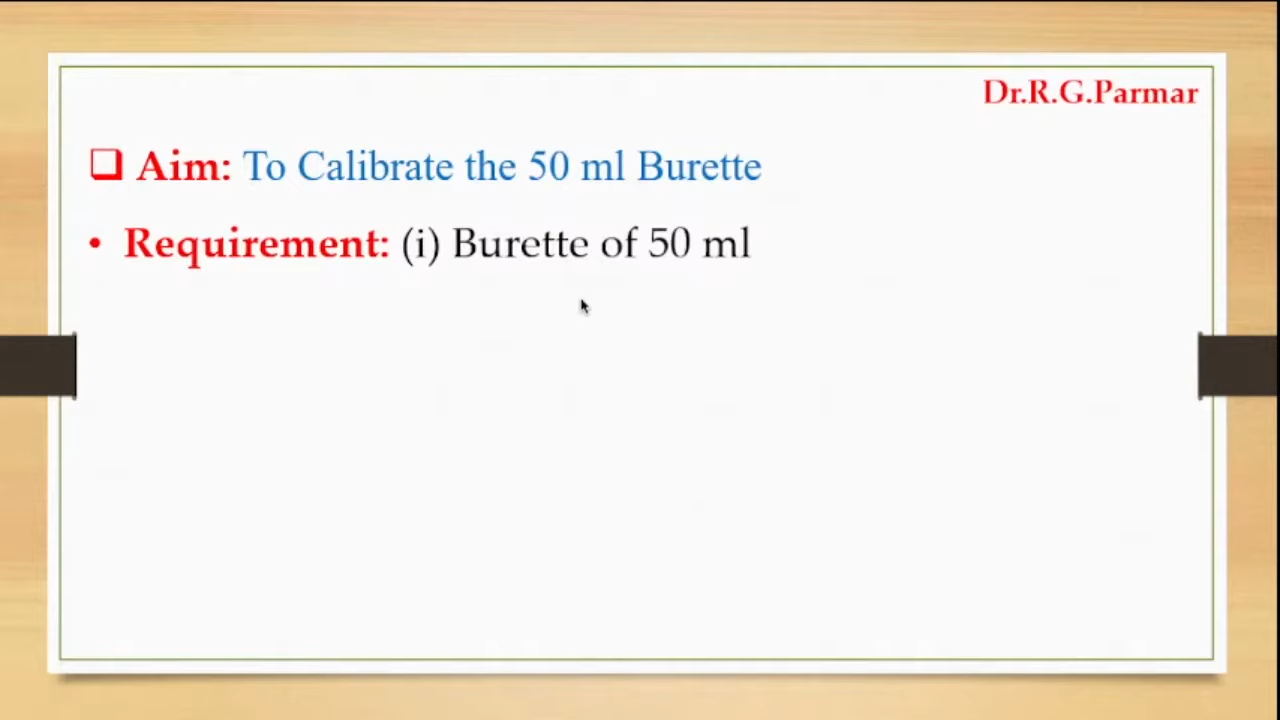 Dr.R.G.Parmar
❑ Aim: To Calibrate the 50 ml Burette
• Requirement: (i) Burette of 50 ml